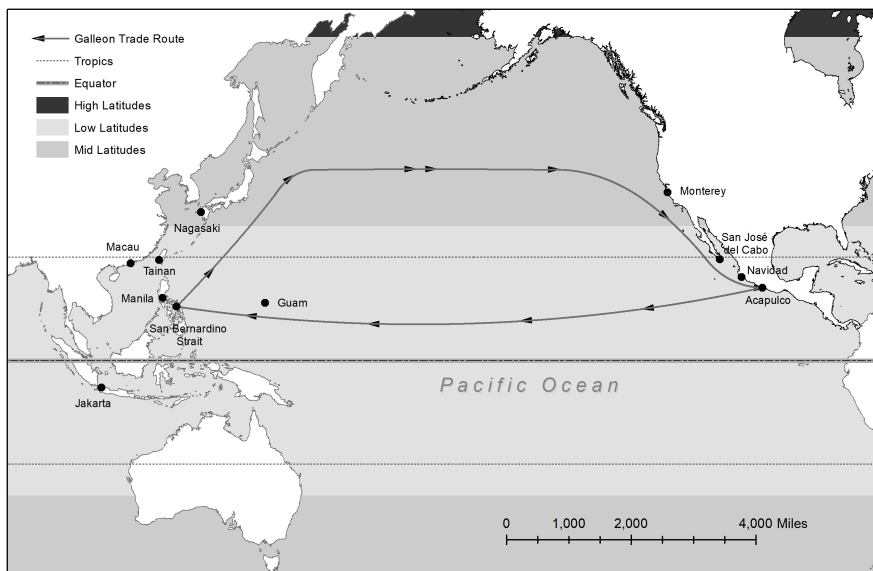 Galleon Trade Route
Tropics
Equator
High Latitudes
Low Latitudes
Mid Latitudes
Monterey
Nagasaki
San José
del Cabo
Macau
Tainan
Navidad
Manila
Guam
Acapulco
San Bernardino
Strait
Pacific Ocean
Jakarta
0 1,000 2,000 4,000 Miles